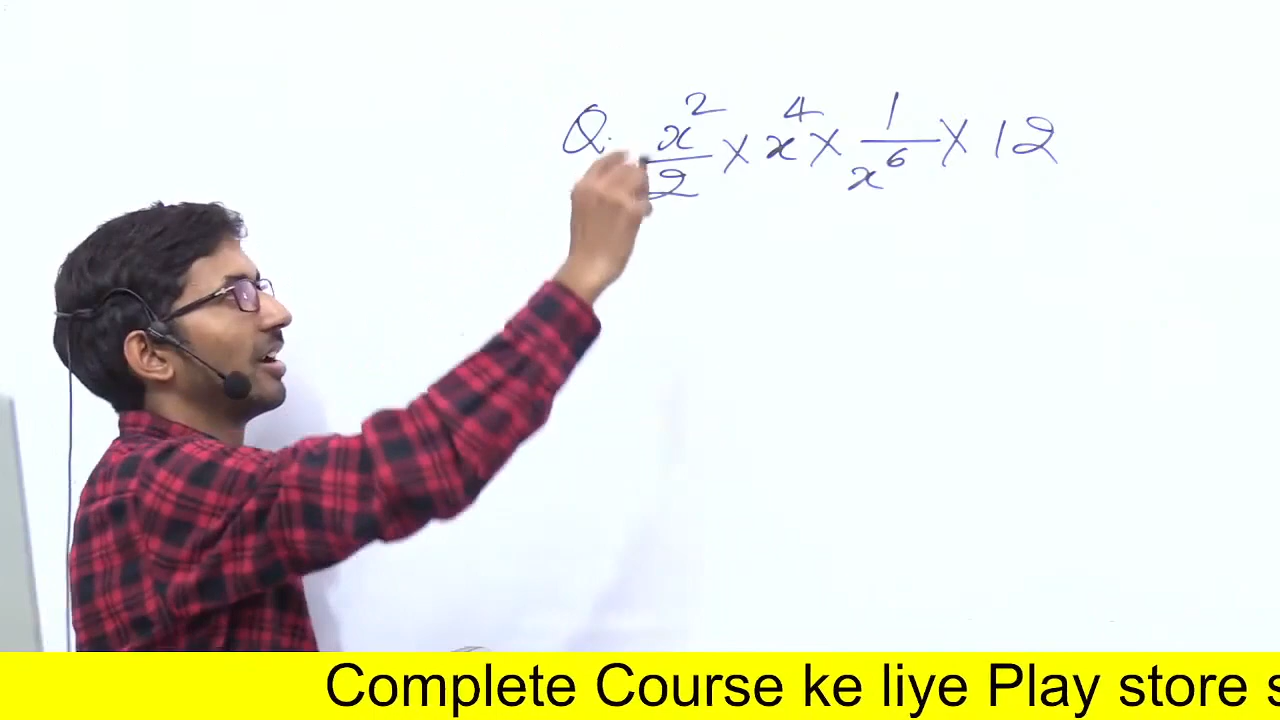 Q. x²/2 × x⁴ × 1/x⁶ × 12
Complete Course ke liye Play store s